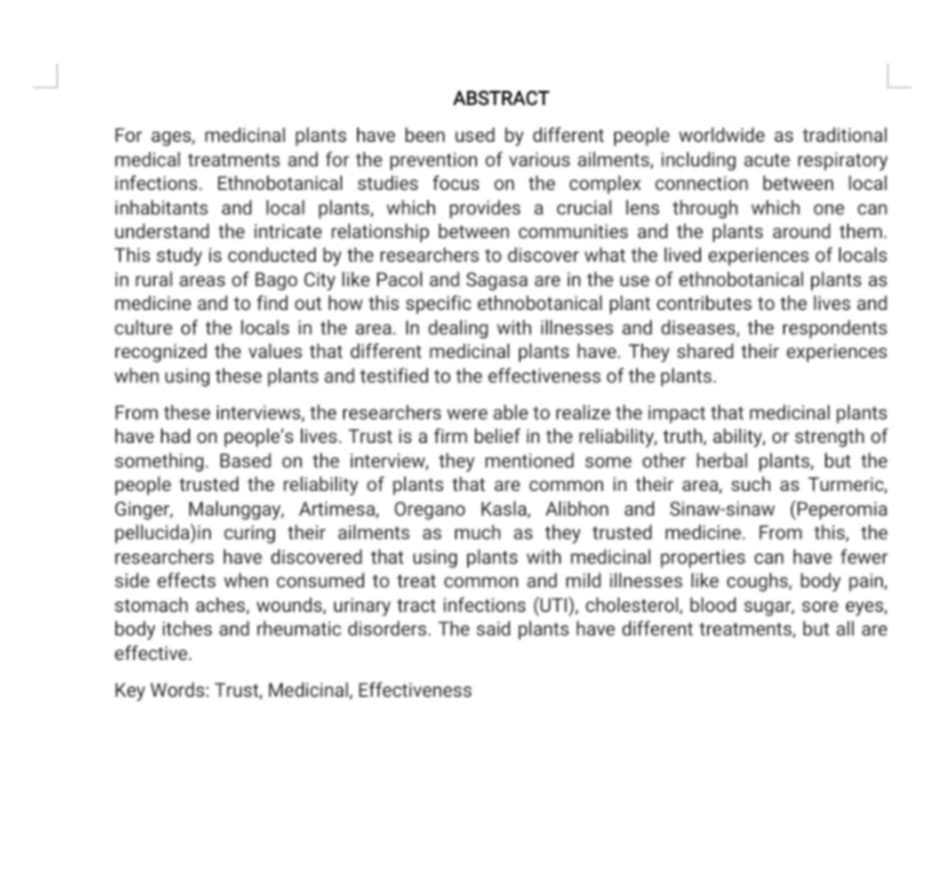 ABSTRACT
For ages, medicinal plants have been used by different people worldwide as traditional
medical treatments and for the prevention of various ailments, including acute respiratory
infections. Ethnobotanical studies focus on the complex connection between local
inhabitants and local plants, which provides a crucial lens through which one can
understand the intricate relationship between communities and the plants around them.
This study is conducted by the researchers to discover what the lived experiences of locals
in rural areas of Bago City like Pacol and Sagasa are in the use of ethnobotanical plants as
medicine and to find out how this specific ethnobotanical plant contributes to the lives and
culture of the locals in the area. In dealing with illnesses and diseases, the respondents
recognized the values that different medicinal plants have. They shared their experiences
when using these plants and testified to the effectiveness of the plants.
From these interviews, the researchers were able to realize the impact that medicinal plants
have had on people's lives. Trust is a firm belief in the reliability, truth, ability, or strength of
something. Based on the interview, they mentioned some other herbal plants, but the
people trusted the reliability of plants that are common in their area, such as Turmeric,
Ginger, Malunggay, Artimesa, Oregano Kasla, Alibhon and Sinaw-sinaw (Peperomia
pellucida)in curing their ailments as much as they trusted medicine. From this, the
researchers have discovered that using plants with medicinal properties can have fewer
side effects when consumed to treat common and mild illnesses like coughs, body pain,
stomach aches, wounds, urinary tract infections (UTI), cholesterol, blood sugar, sore eyes,
body itches and rheumatic disorders. The said plants have different treatments, but all are
effective.
Key Words: Trust, Medicinal, Effectiveness